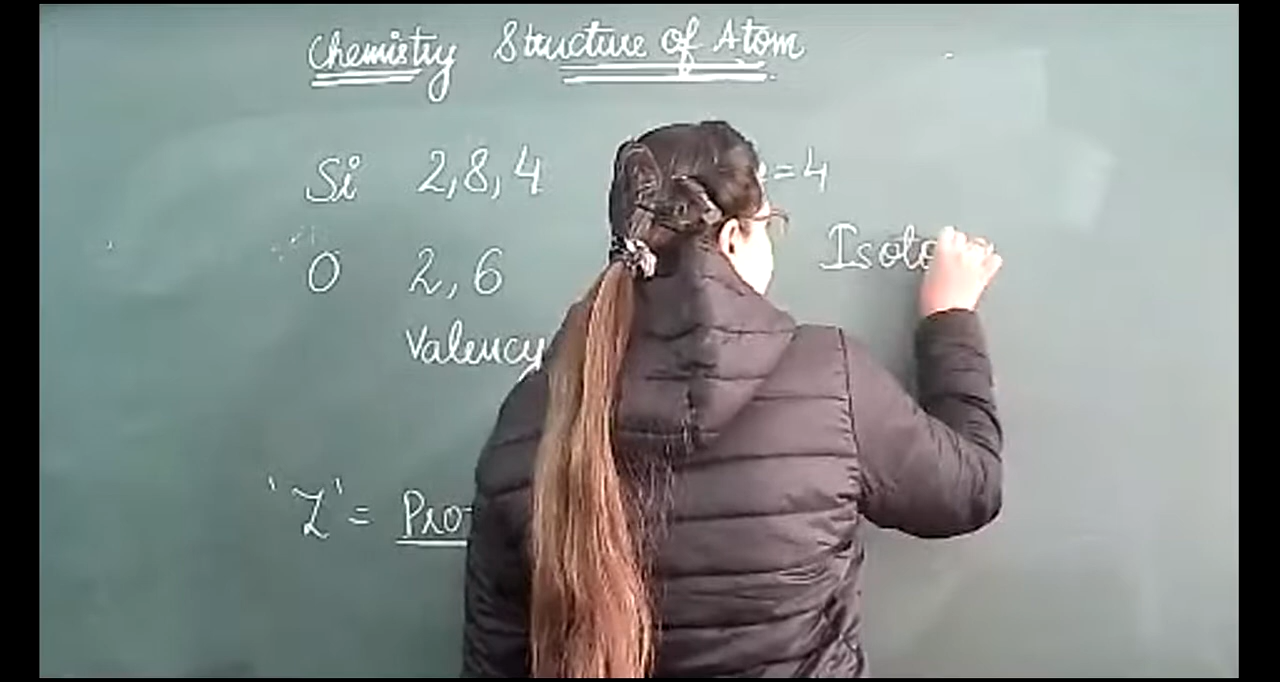 Chemistry Structure of Atom
Si 2,8,4 =4
O 2,6 Isoto
Valency
'Z' = Pro